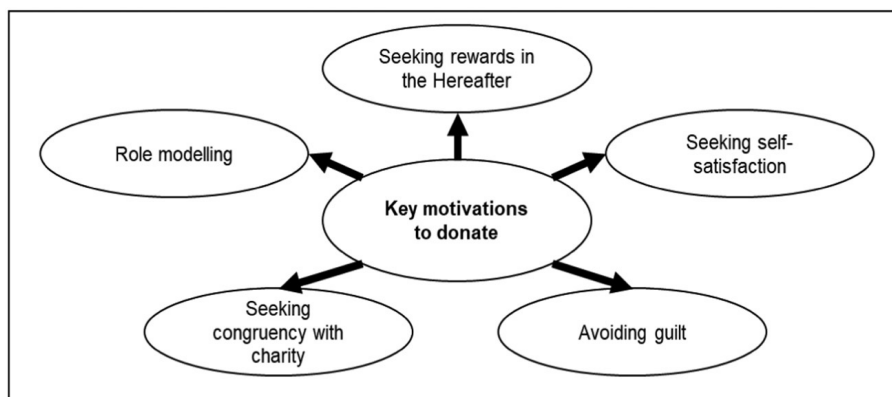 Seeking rewards in
the Hereafter
Role modelling
Seeking self-
satisfaction
Key motivations
to donate
Seeking
congruency with
charity
Avoiding guilt